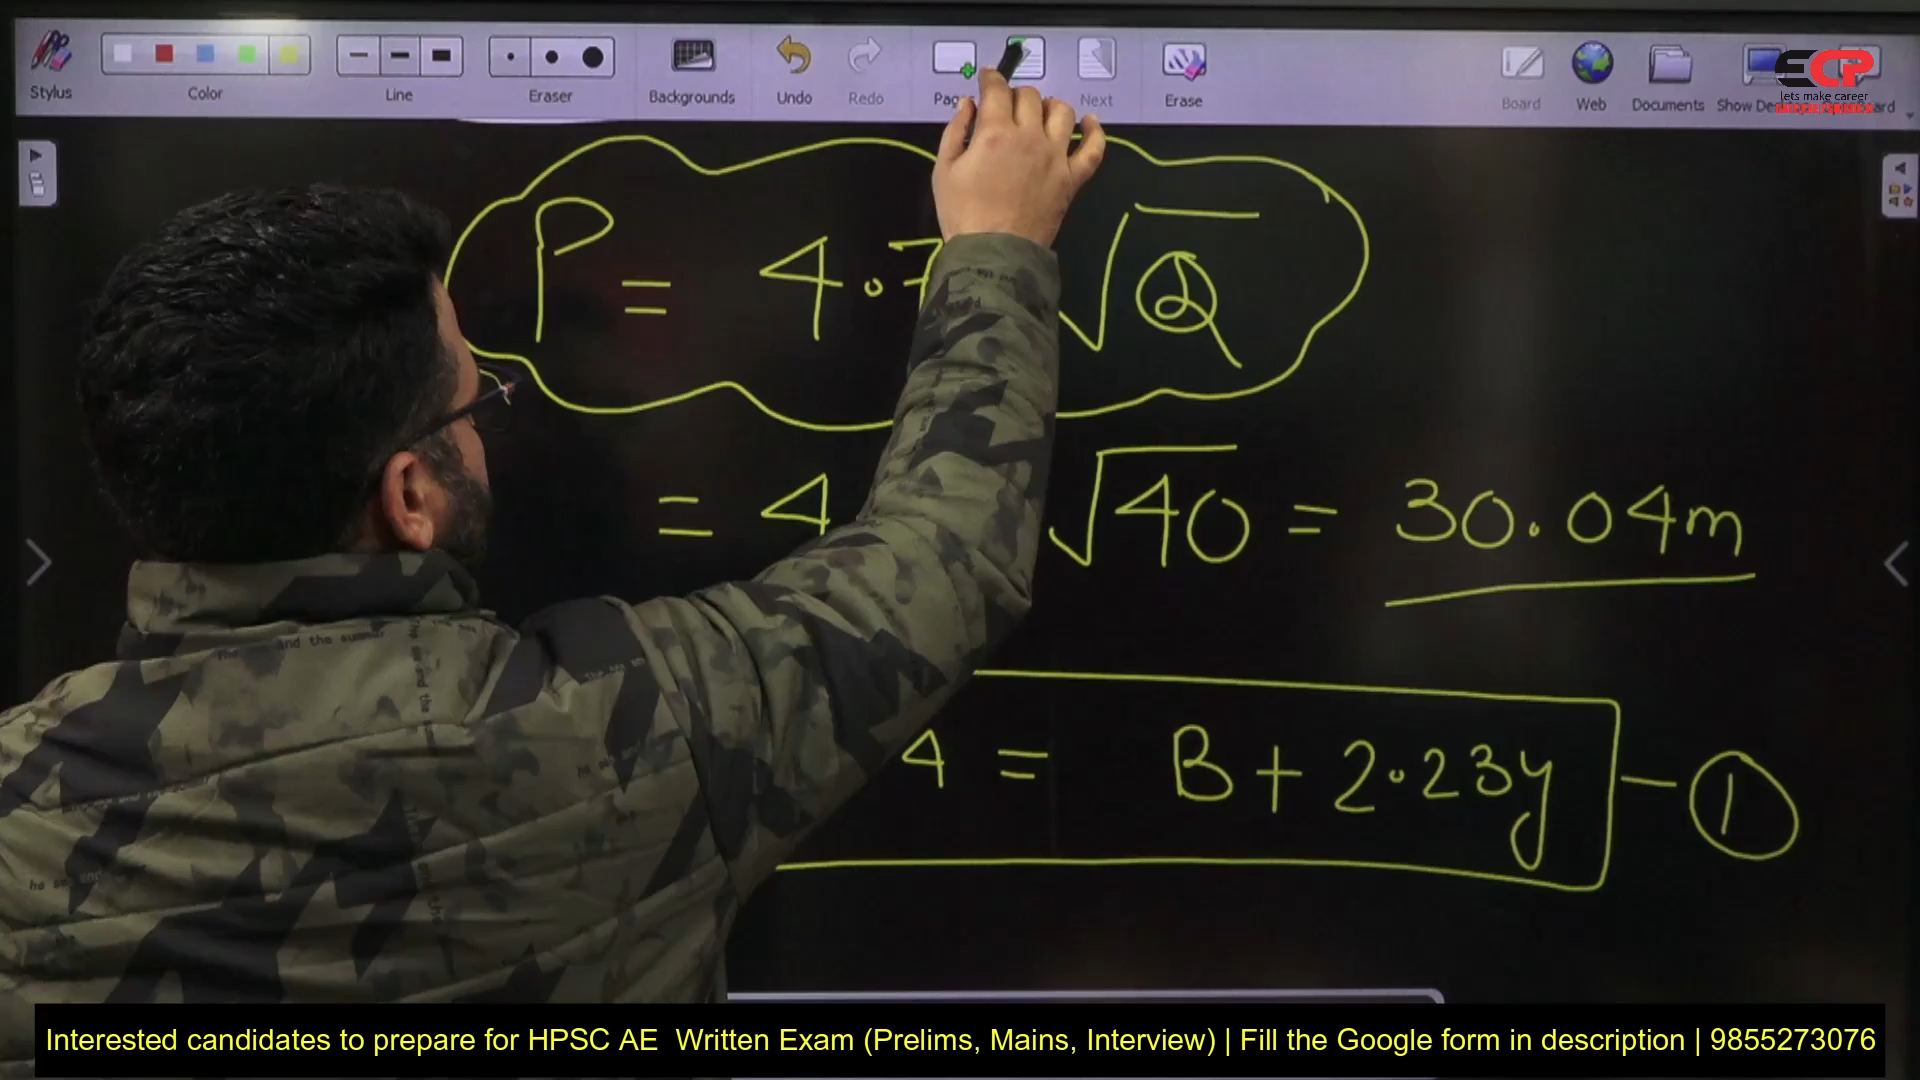 Stylus Color Line Eraser Backgrounds Undo Redo Next Erase Board Web Documents
ECP
lets make career
P = 4.7 √Q
= 4 √40 = 30.04m
4 = B + 2.23y — 1
Interested candidates to prepare for HPSC AE Written Exam (Prelims, Mains, Interview) | Fill the Google form in description | 9855273076